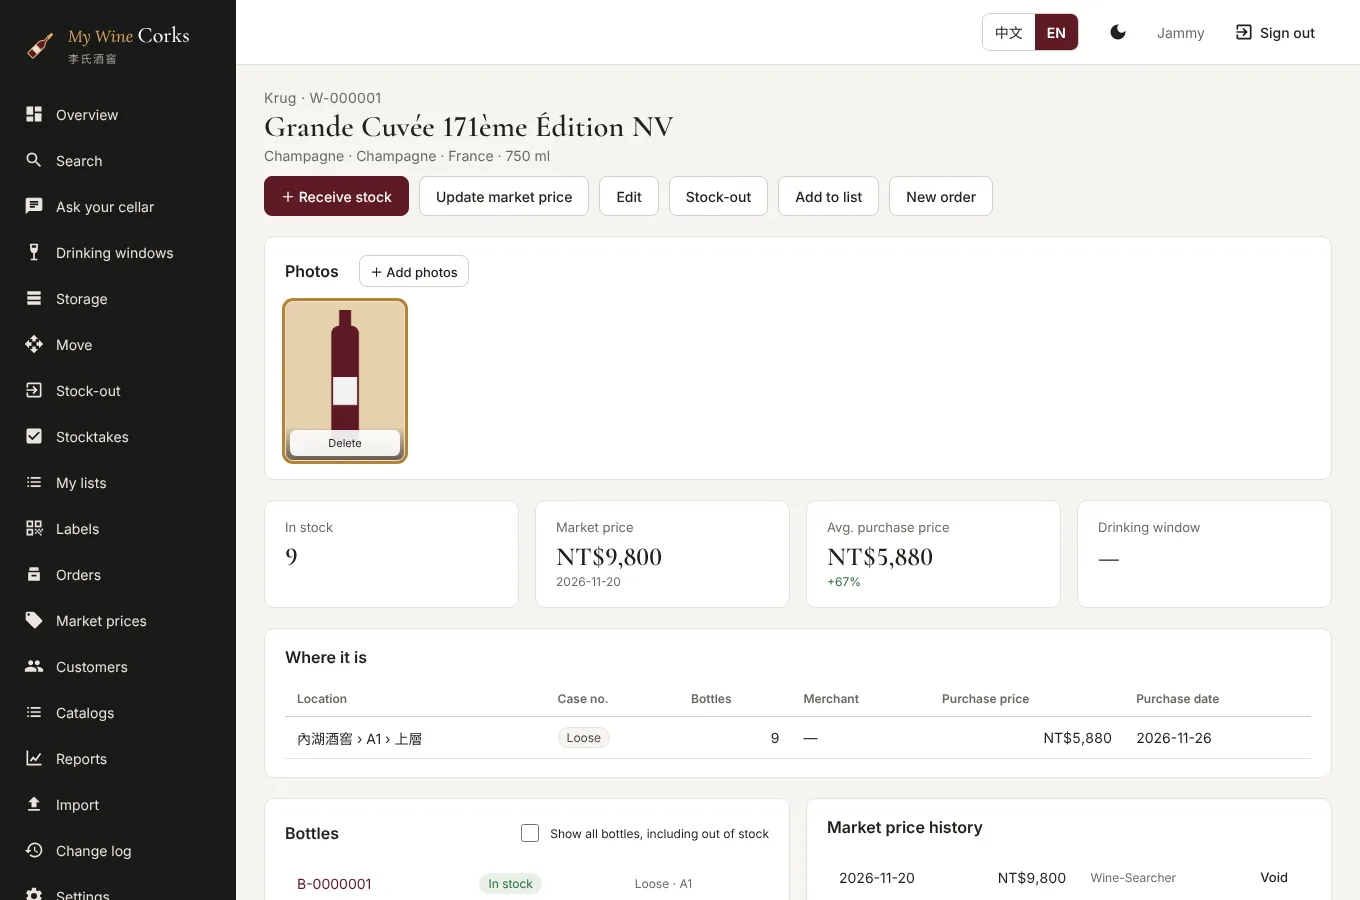 My Wine Corks
李氏酒窖
Overview
Search
Ask your cellar
Drinking windows
Storage
Move
Stock-out
Stocktakes
My lists
Labels
Orders
Market prices
Customers
Catalogs
Reports
Import
Change log
Settings
中文 EN Jammy Sign out
Krug · W-000001
Grande Cuvée 171ème Édition NV
Champagne · Champagne · France · 750 ml
+ Receive stock Update market price Edit Stock-out Add to list New order
Photos + Add photos
Delete
In stock
9
Market price
NT$9,800
2026-11-20
Avg. purchase price
NT$5,880
+67%
Drinking window
—
Where it is
Location Case no. Bottles Merchant Purchase price Purchase date
內湖酒窖 › A1 › 上層 Loose 9 — NT$5,880 2026-11-26
Bottles Show all bottles, including out of stock
B-0000001 In stock Loose · A1
Market price history
2026-11-20 NT$9,800 Wine-Searcher Void